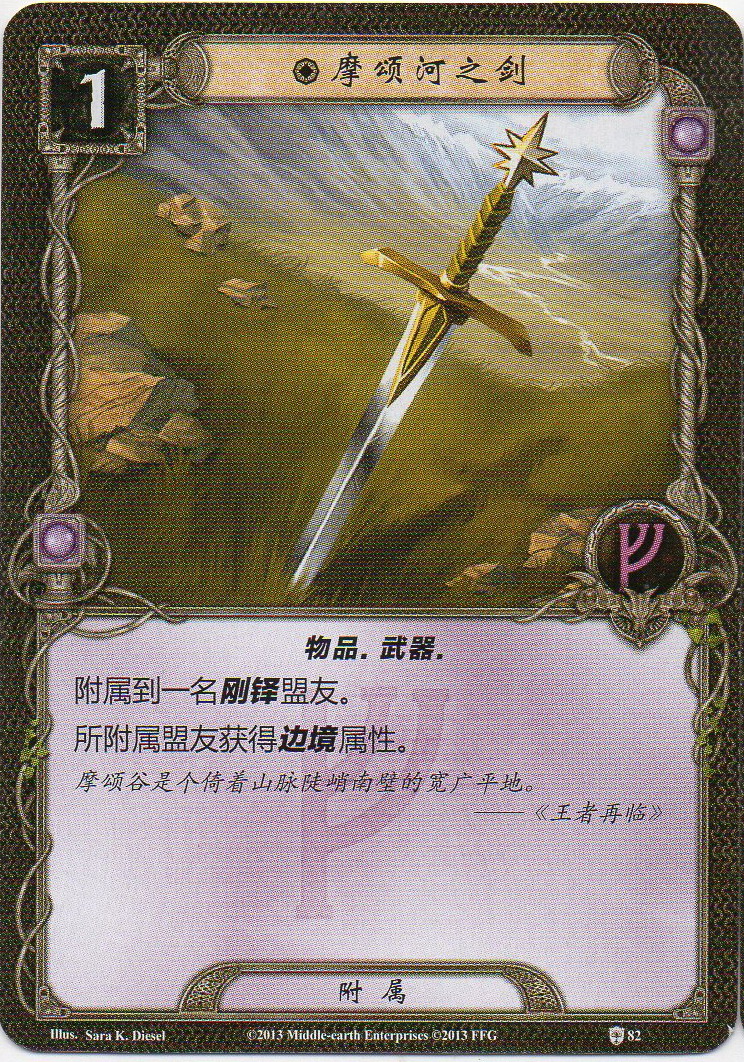 1
摩颂河之剑
物品. 武器.
附属到一名刚铎盟友。
所附属盟友获得边境属性。
摩颂谷是个倚着山脉陡峭南壁的宽广平地。
——《王者再临》
附属
Illus. Sara K. Diesel ©2013 Middle-earth Enterprises ©2013 FFG 82